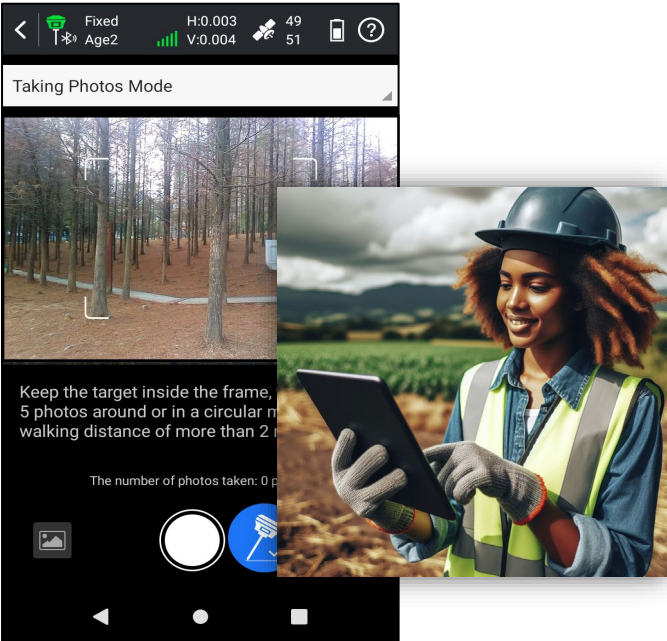 Fixed
Age2
H:0.003
V:0.004
49
51
Taking Photos Mode
Keep the target inside the frame,
5 photos around or in a circular
walking distance of more than 2
The number of photos taken: 0